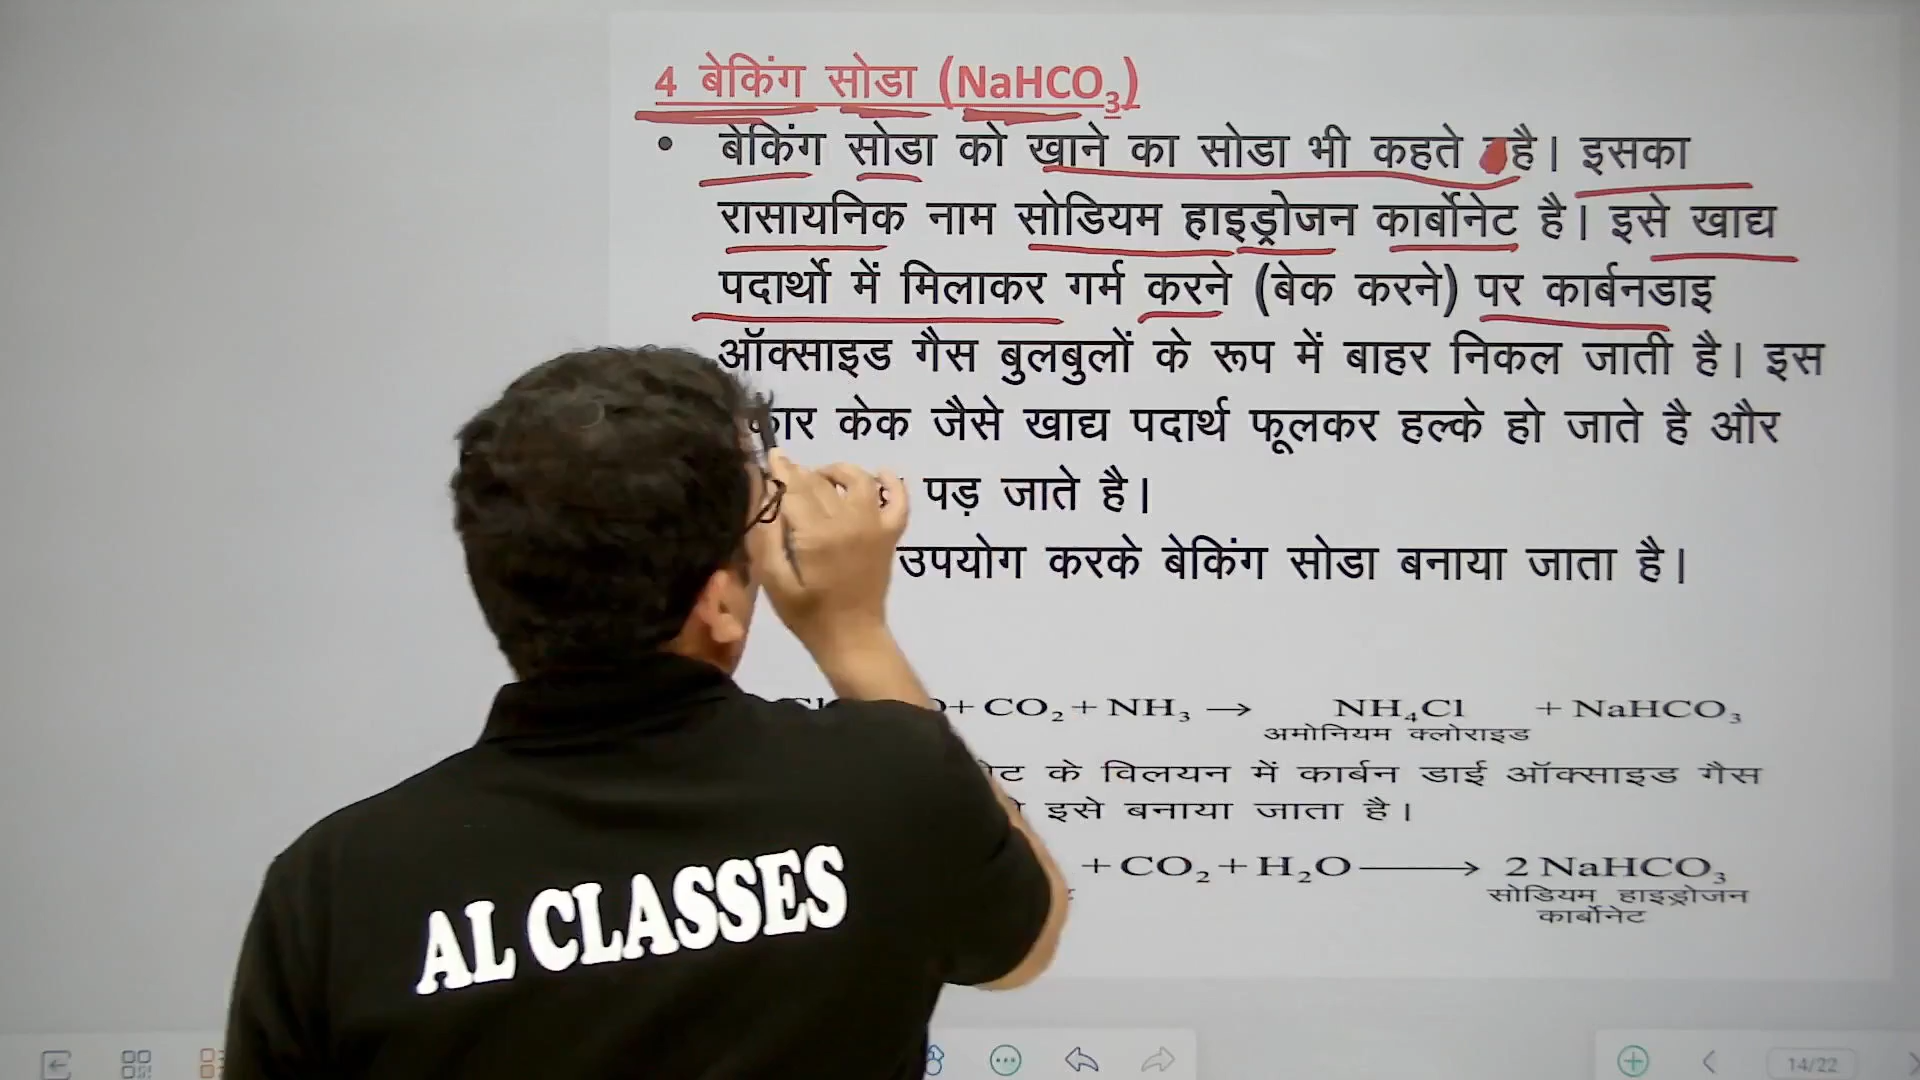 4 बेकिंग सोडा (NaHCO₃)
• बेकिंग सोडा को खाने का सोडा भी कहते है। इसका
रासायनिक नाम सोडियम हाइड्रोजन कार्बोनेट है। इसे खाद्य
पदार्थो में मिलाकर गर्म करने (बेक करने) पर कार्बनडाइ
ऑक्साइड गैस बुलबुलों के रूप में बाहर निकल जाती है। इस
केक जैसे खाद्य पदार्थ फूलकर हल्के हो जाते है और
पड़ जाते है।
उपयोग करके बेकिंग सोडा बनाया जाता है।
+ CO₂ + NH₃ → NH₄Cl + NaHCO₃
अमोनियम क्लोराइड
के विलयन में कार्बन डाई ऑक्साइड गैस
इसे बनाया जाता है।
+ CO₂ + H₂O → 2 NaHCO₃
सोडियम हाइड्रोजन
कार्बोनेट
AL CLASSES
14/22